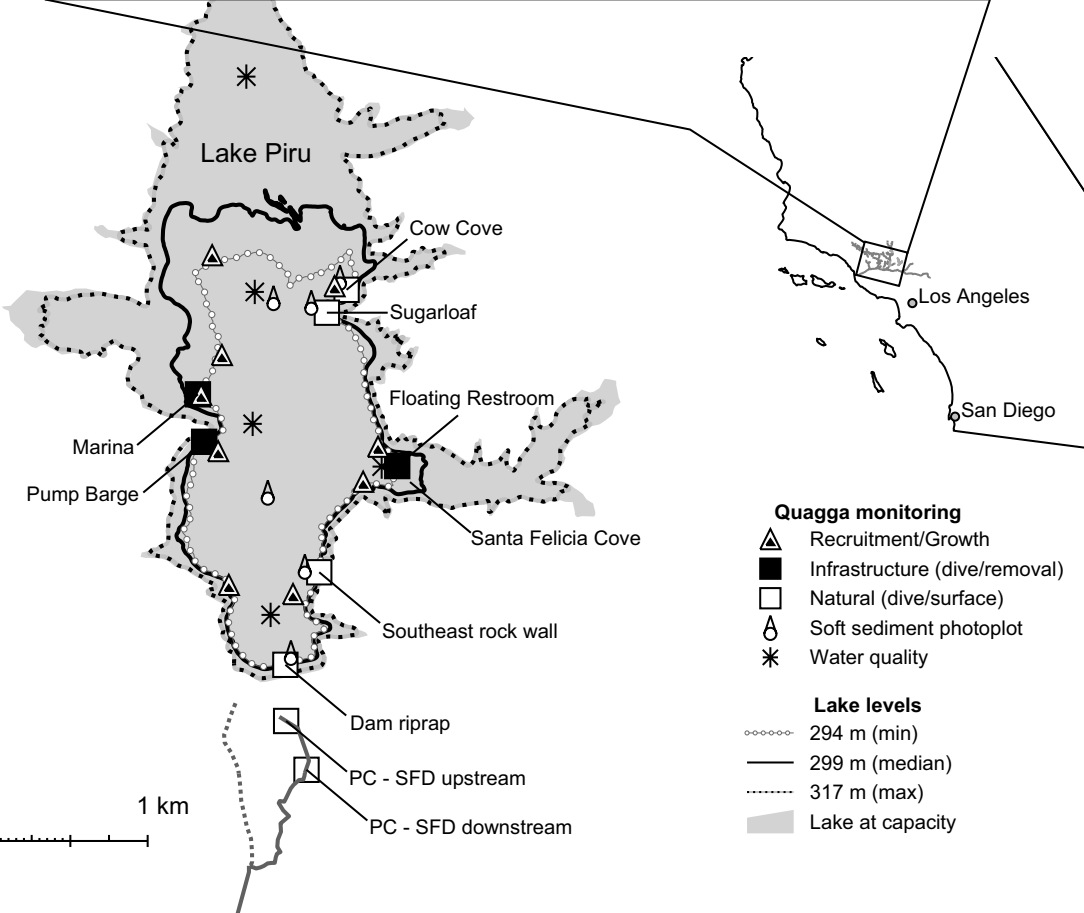 Lake Piru
Cow Cove
Sugarloaf
Los Angeles
Floating Restroom
San Diego
Marina
Pump Barge
Santa Felicia Cove
Quagga monitoring
Recruitment/Growth
Infrastructure (dive/removal)
Natural (dive/surface)
Soft sediment photoplot
Water quality
Southeast rock wall
Dam riprap
PC - SFD upstream
PC - SFD downstream
1 km
Lake levels
294 m (min)
299 m (median)
317 m (max)
Lake at capacity